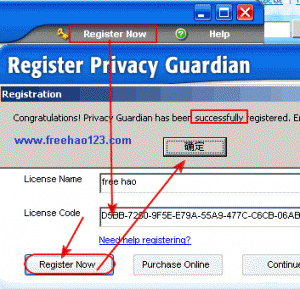 Register Now Help
Register Privacy Guardian
Registration
Congratulations! Privacy Guardian has been successfully registered. E
www.freehao123.com
确定
License Name free hao
License Code D5BB-7250-9F5E-E79A-55A9-477C-C6CB-06AB
Need help registering?
Register Now Purchase Online Continue